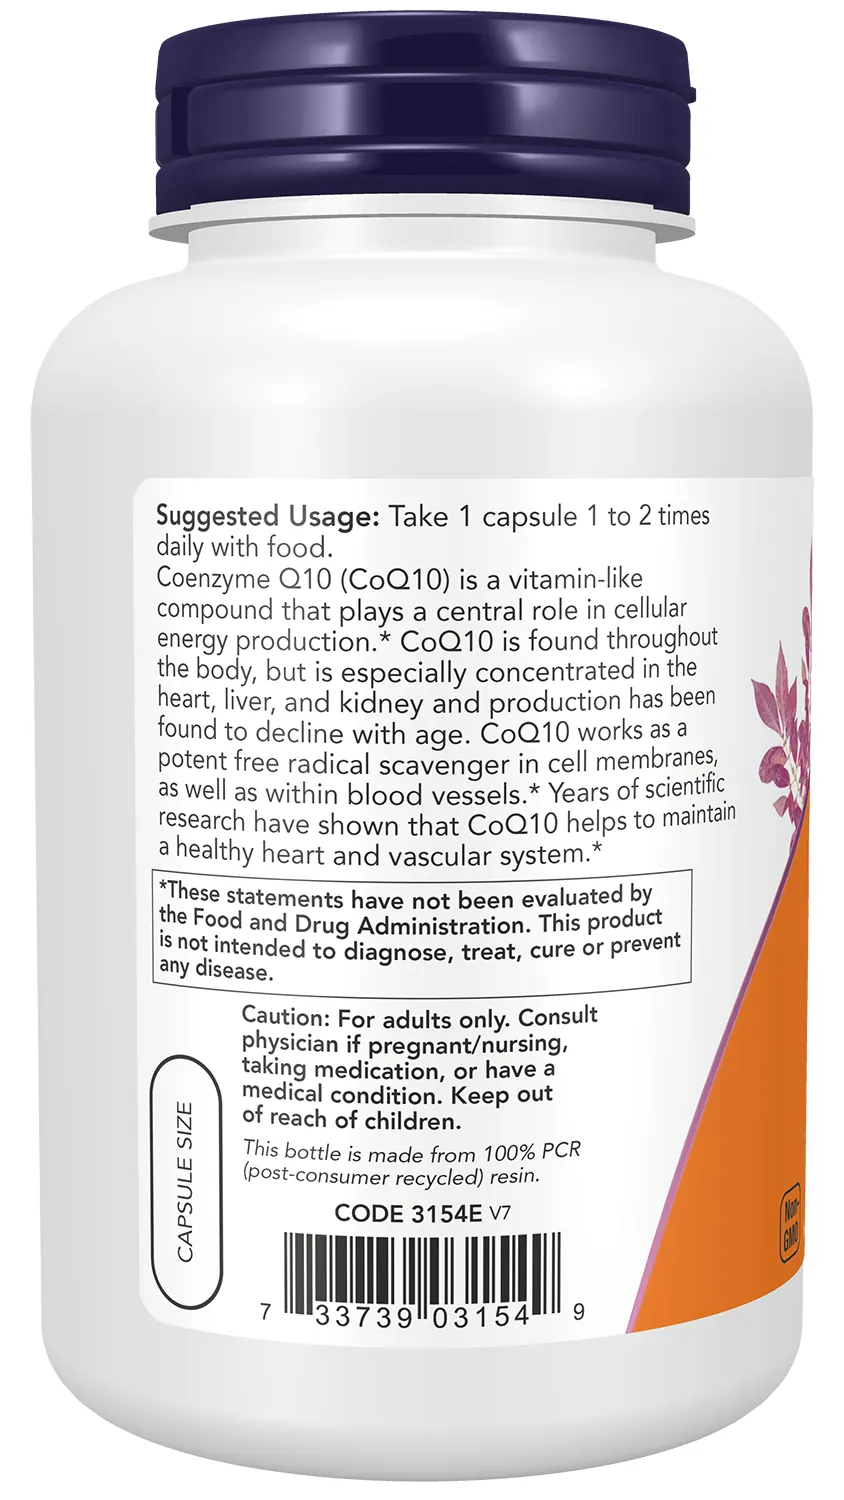 Suggested Usage: Take 1 capsule 1 to 2 times
daily with food.
Coenzyme Q10 (CoQ10) is a vitamin-like
compound that plays a central role in cellular
energy production.* CoQ10 is found throughout
the body, but is especially concentrated in the
heart, liver, and kidney and production has been
found to decline with age. CoQ10 works as a
potent free radical scavenger in cell membranes,
as well as within blood vessels.* Years of scientific
research have shown that CoQ10 helps to maintain
a healthy heart and vascular system.*
*These statements have not been evaluated by
the Food and Drug Administration. This product
is not intended to diagnose, treat, cure or prevent
any disease.
Caution: For adults only. Consult
physician if pregnant/nursing,
taking medication, or have a
medical condition. Keep out
of reach of children.
This bottle is made from 100% PCR
(post-consumer recycled) resin.
CAPSULE SIZE
CODE 3154E V7
7 33739 03154 9
Non-
GMO